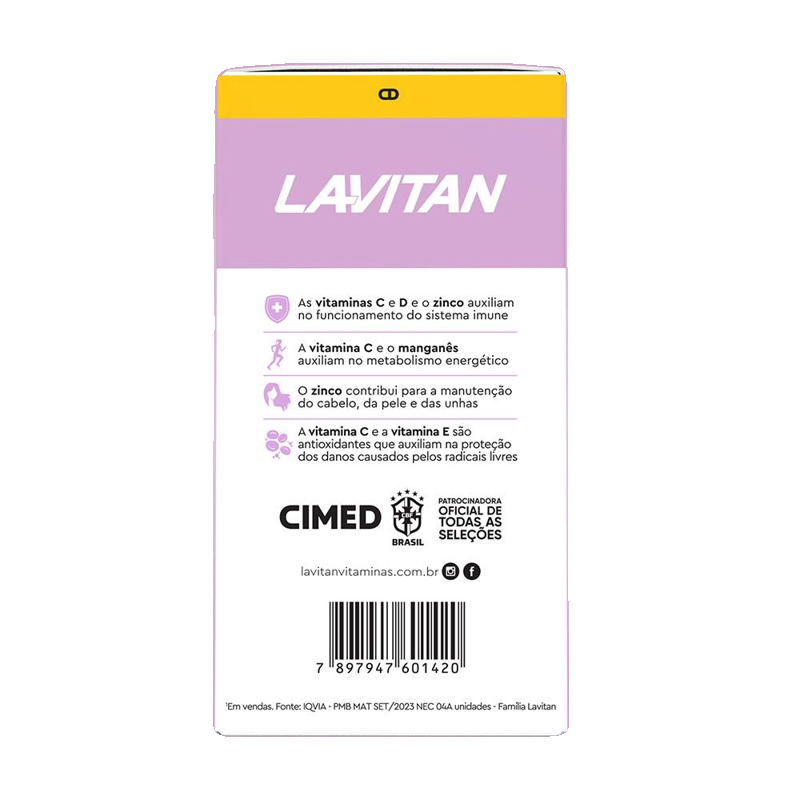 LAVITAN
As vitaminas C e D e o zinco auxiliam
no funcionamento do sistema imune
A vitamina C e o manganês
auxiliam no metabolismo energético
O zinco contribui para a manutenção
do cabelo, da pele e das unhas
A vitamina C e a vitamina E são
antioxidantes que auxiliam na proteção
dos danos causados pelos radicais livres
CIMED
CBF
BRASIL
PATROCINADORA
OFICIAL DE
TODAS AS
SELEÇÕES
lavitanvitaminas.com.br
7 897947 601420
¹Em vendas. Fonte: IQVIA - PMB MAT SET/2023 NEC 04A unidades - Família Lavitan